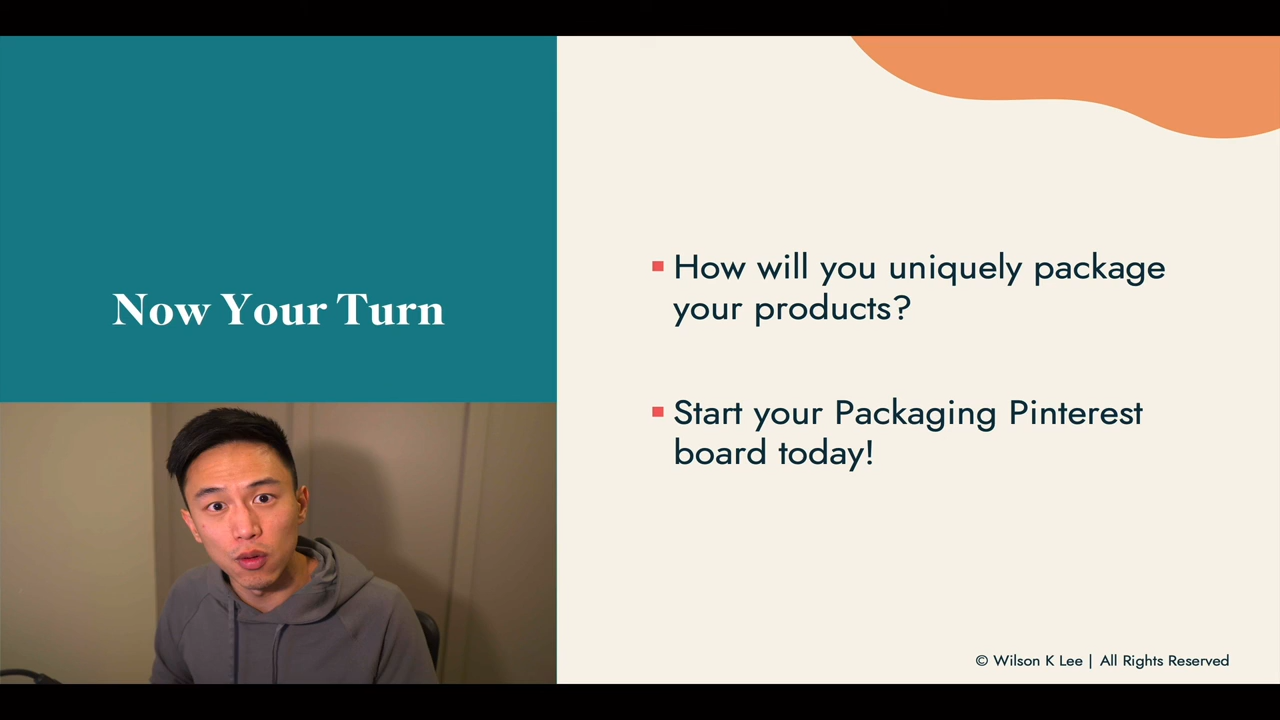 Now Your Turn
How will you uniquely package
your products?
Start your Packaging Pinterest
board today!
© Wilson K Lee | All Rights Reserved